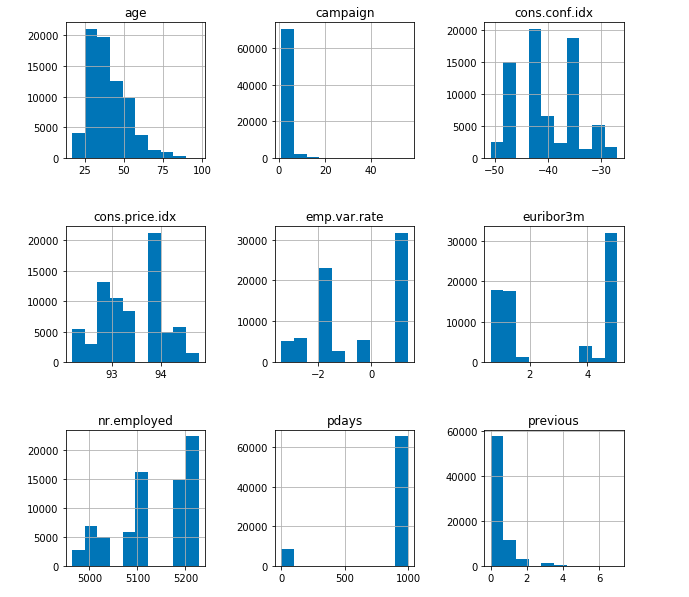 age campaign cons.conf.idx
20000 15000 10000 5000 0
25 50 75 100
60000 40000 20000 0
0 20 40
20000 15000 10000 5000 0
−50 −40 −30
cons.price.idx emp.var.rate euribor3m
20000 15000 10000 5000 0
93 94
30000 20000 10000 0
−2 0
30000 20000 10000 0
2 4
nr.employed pdays previous
20000 15000 10000 5000 0
5000 5100 5200
60000 40000 20000 0
0 500 1000
60000 40000 20000 0
0 2 4 6